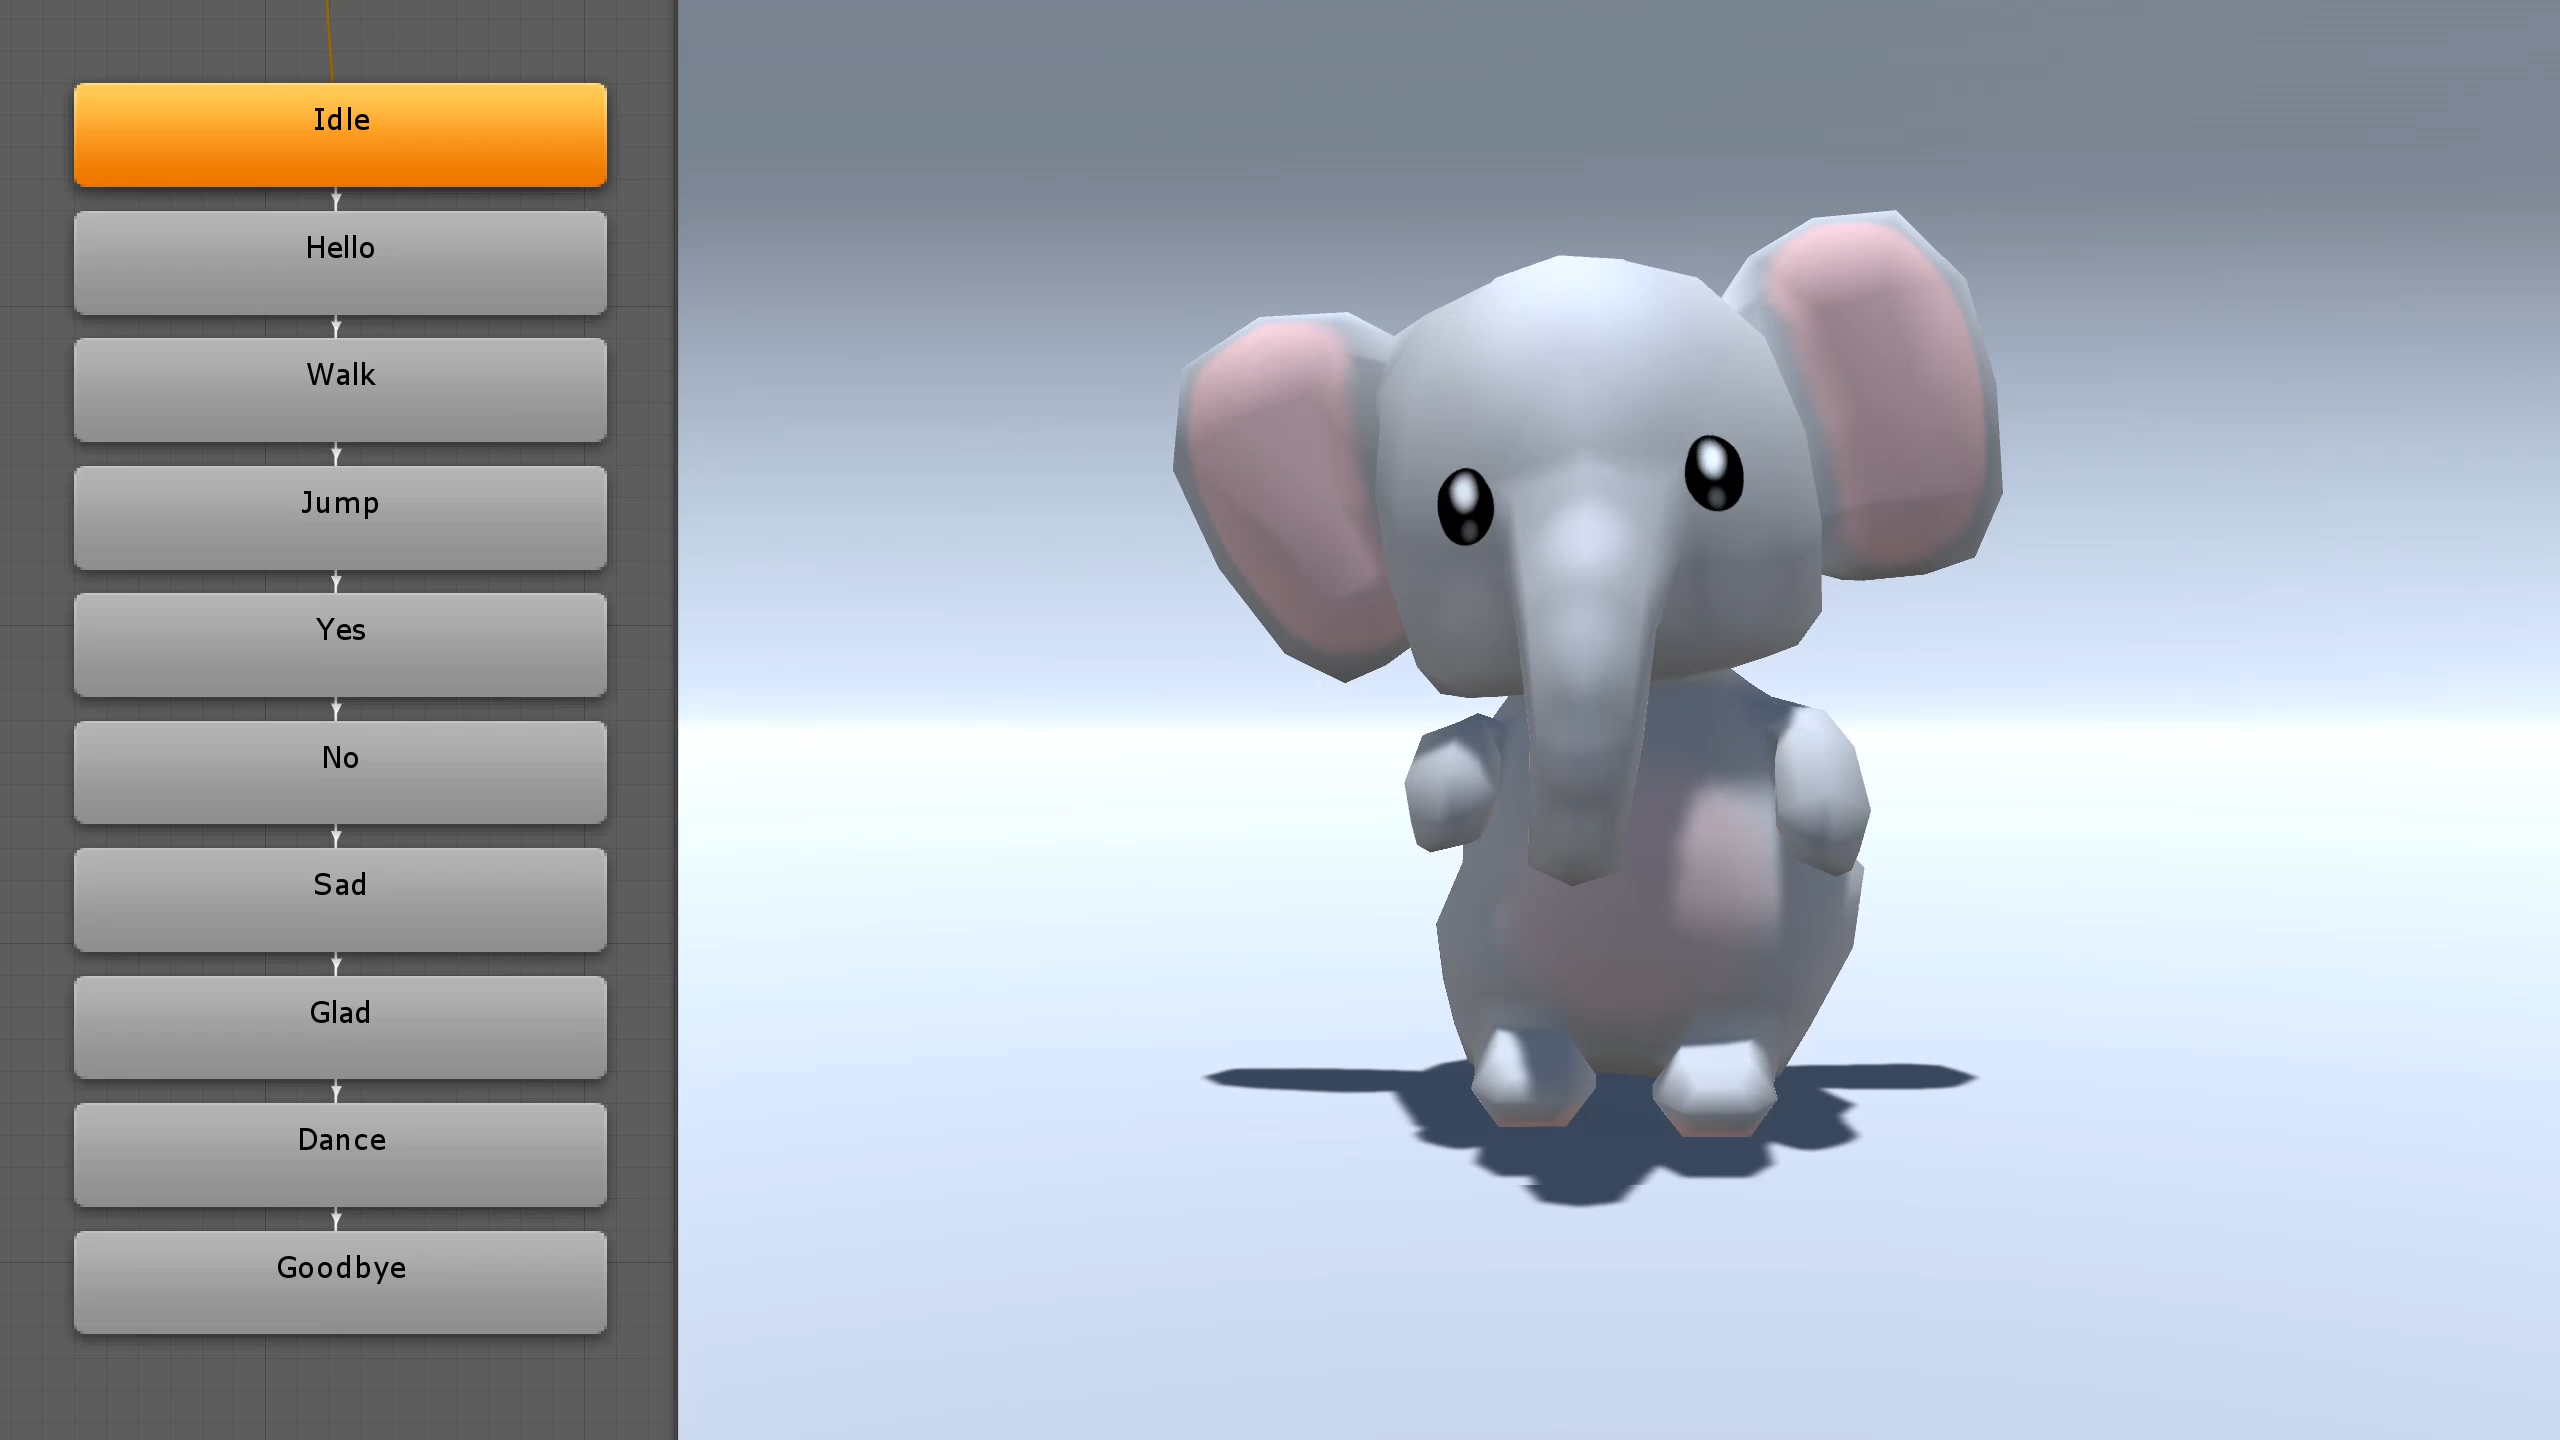 Idle
Hello
Walk
Jump
Yes
No
Sad
Glad
Dance
Goodbye